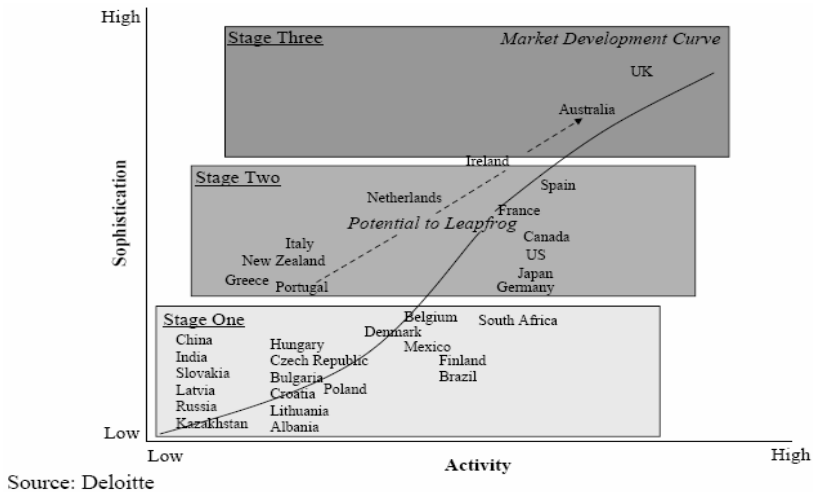 High
Stage Three
Market Development Curve
UK
Australia
Ireland
Stage Two
Spain
Netherlands
France
Potential to Leapfrog
Canada
Italy
US
New Zealand
Japan
Greece
Portugal
Germany
Sophistication
Stage One
Belgium
South Africa
Denmark
China
Hungary
Mexico
India
Czech Republic
Finland
Slovakia
Bulgaria
Brazil
Latvia
Croatia
Poland
Russia
Lithuania
Kazakhstan
Albania
Low
Low
Activity
High
Source: Deloitte